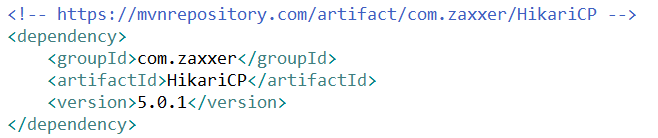 <!-- https://mvnrepository.com/artifact/com.zaxxer/HikariCP -->
<dependency>
    <groupId>com.zaxxer</groupId>
    <artifactId>HikariCP</artifactId>
    <version>5.0.1</version>
</dependency>